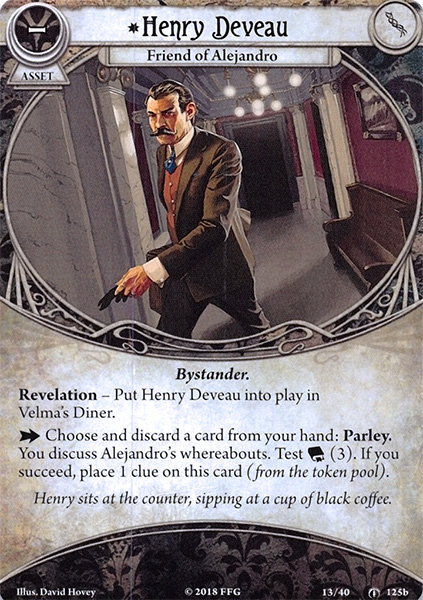 Henry Deveau
Friend of Alejandro
ASSET
Bystander.
Revelation – Put Henry Deveau into play in
Velma's Diner.
Choose and discard a card from your hand: Parley.
You discuss Alejandro's whereabouts. Test (3). If you
succeed, place 1 clue on this card (from the token pool).
Henry sits at the counter, sipping at a cup of black coffee.
Illus. David Hovey © 2018 FFG 13/40 125b